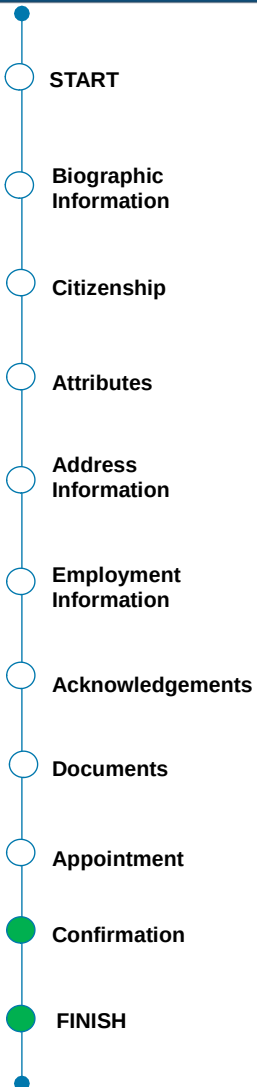 START
Biographic
Information
Citizenship
Attributes
Address
Information
Employment
Information
Acknowledgements
Documents
Appointment
Confirmation
FINISH